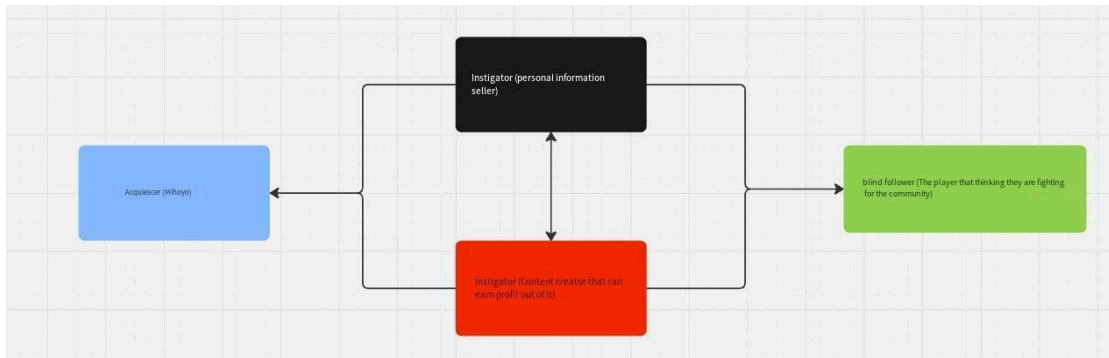 Instigator (personal information
seller)
Acquiescer (Mihoyo)
blind follower (The player that thinking they are fighting
for the community)
Instigator (Content creator that can
earn profit out of it)